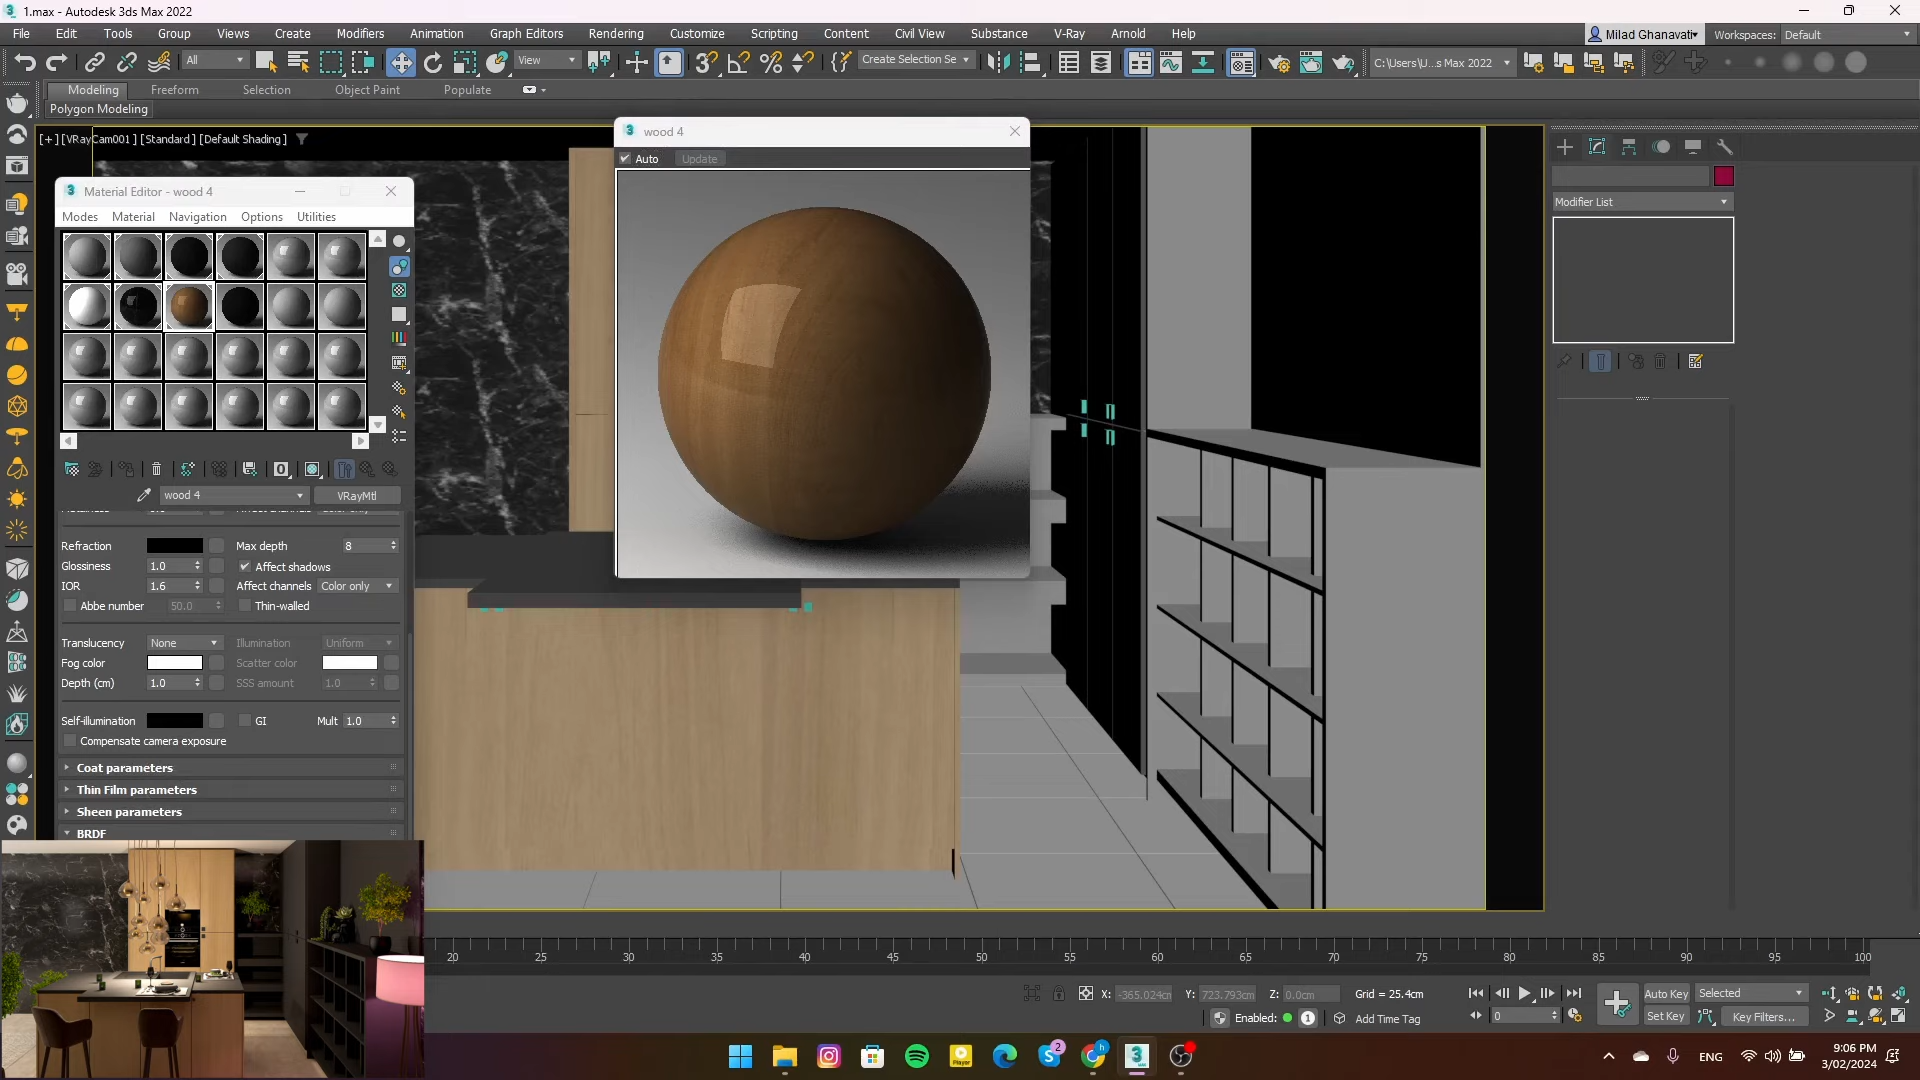 1.max - Autodesk 3ds Max 2022
File Edit Tools Group Views Create Modifiers Animation Graph Editors Rendering Customize Scripting Content Civil View Substance V-Ray Arnold Help
Milad Ghanavati Workspaces: Default
All View Create Selection Se C:\Users\U...s Max 2022
Modeling Freeform Selection Object Paint Populate
Polygon Modeling
[+] [VRayCam001 ] [Standard ] [Default Shading ]
wood 4
Auto Update
Material Editor - wood 4
Modes Material Navigation Options Utilities
wood 4 VRayMtl
Refraction Max depth 8
Glossiness 1.0 Affect shadows
IOR 1.6 Affect channels Color only
Abbe number 50.0 Thin-walled
Translucency None Illumination Uniform
Fog color Scatter color
Depth (cm) 1.0 SSS amount 1.0
Self-illumination GI Mult 1.0
Compensate camera exposure
Coat parameters
Thin Film parameters
Sheen parameters
BRDF
Modifier List
20 25 30 35 40 45 50 55 60 65 70 75 80 85 90 95 100
X: -365.024cm Y: 723.793cm Z: 0.0cm Grid = 25.4cm
Enabled: 1 Add Time Tag
Auto Key Selected
0 Set Key Key Filters...
2
ENG
9:06 PM
3/02/2024